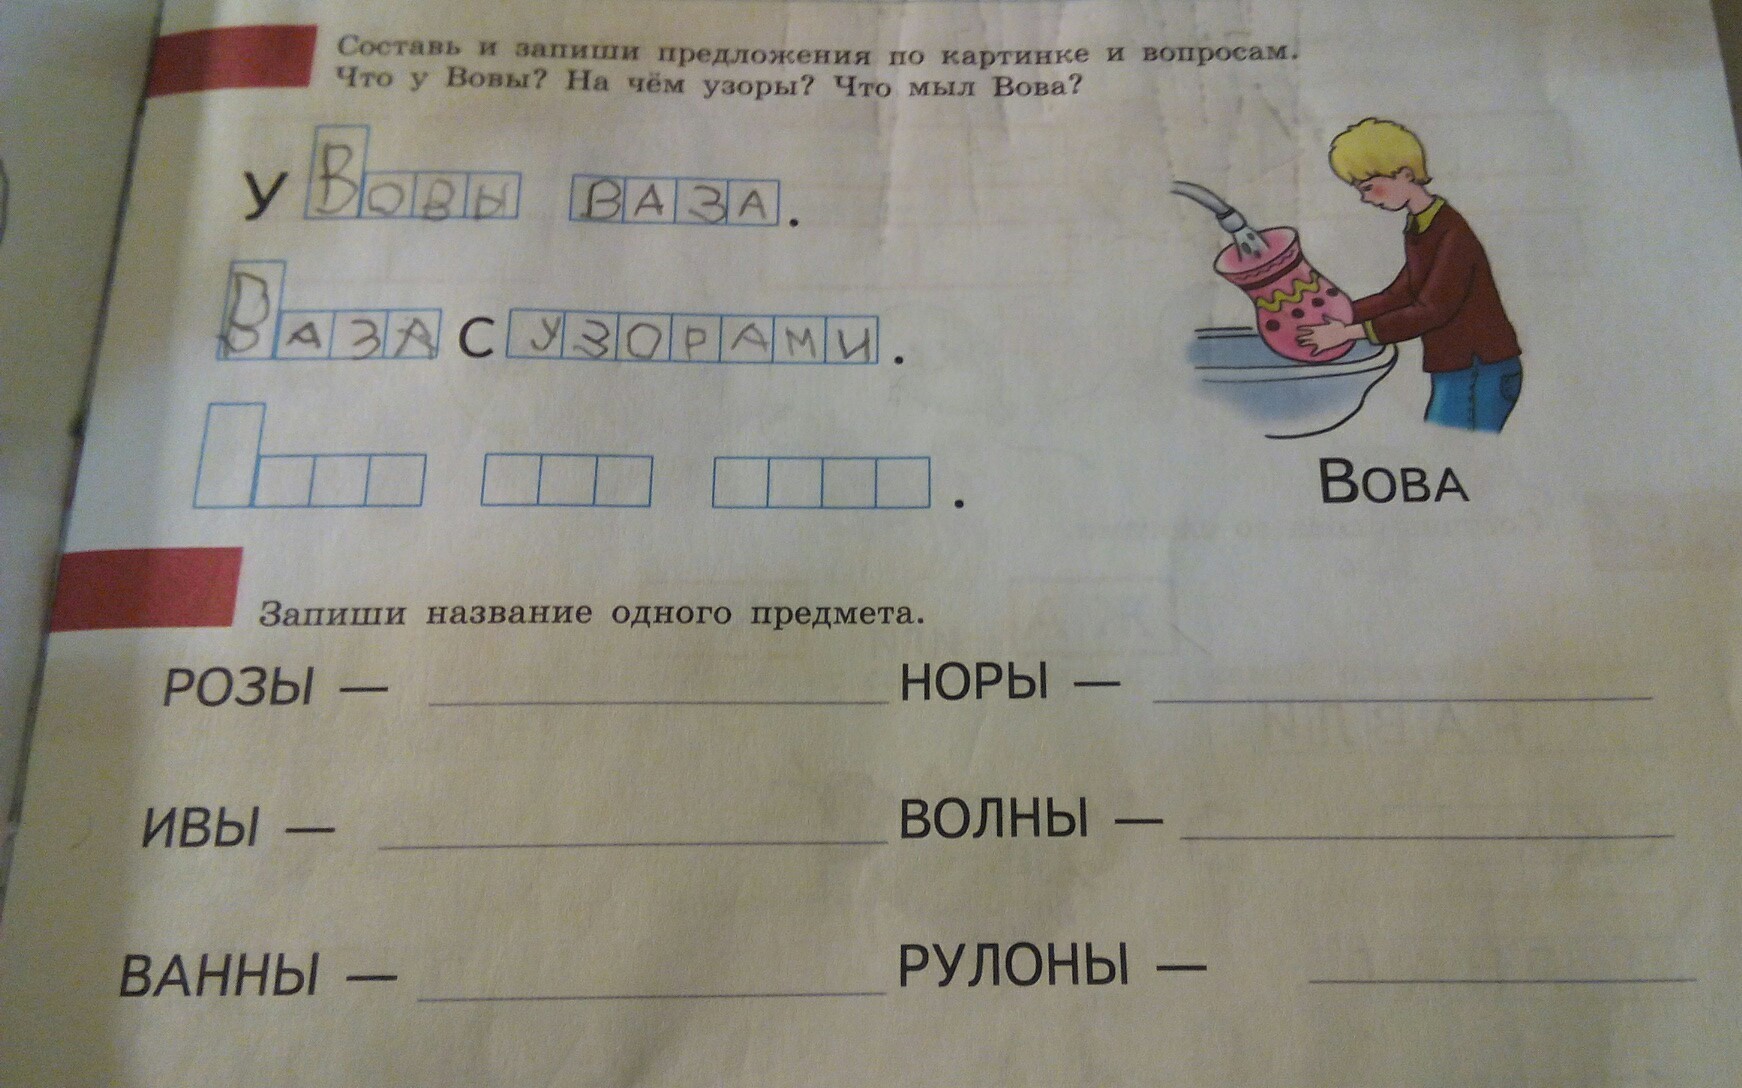 Составь и запиши предложения по картинке и вопросам.
Что у Вовы? На чём узоры? Что мыл Вова?
У Вовы ВАЗА.
ВАЗА С УЗОРАМИ.
.
ВОВА
Запиши название одного предмета.
РОЗЫ — НОРЫ —
ИВЫ — ВОЛНЫ —
ВАННЫ — РУЛОНЫ —